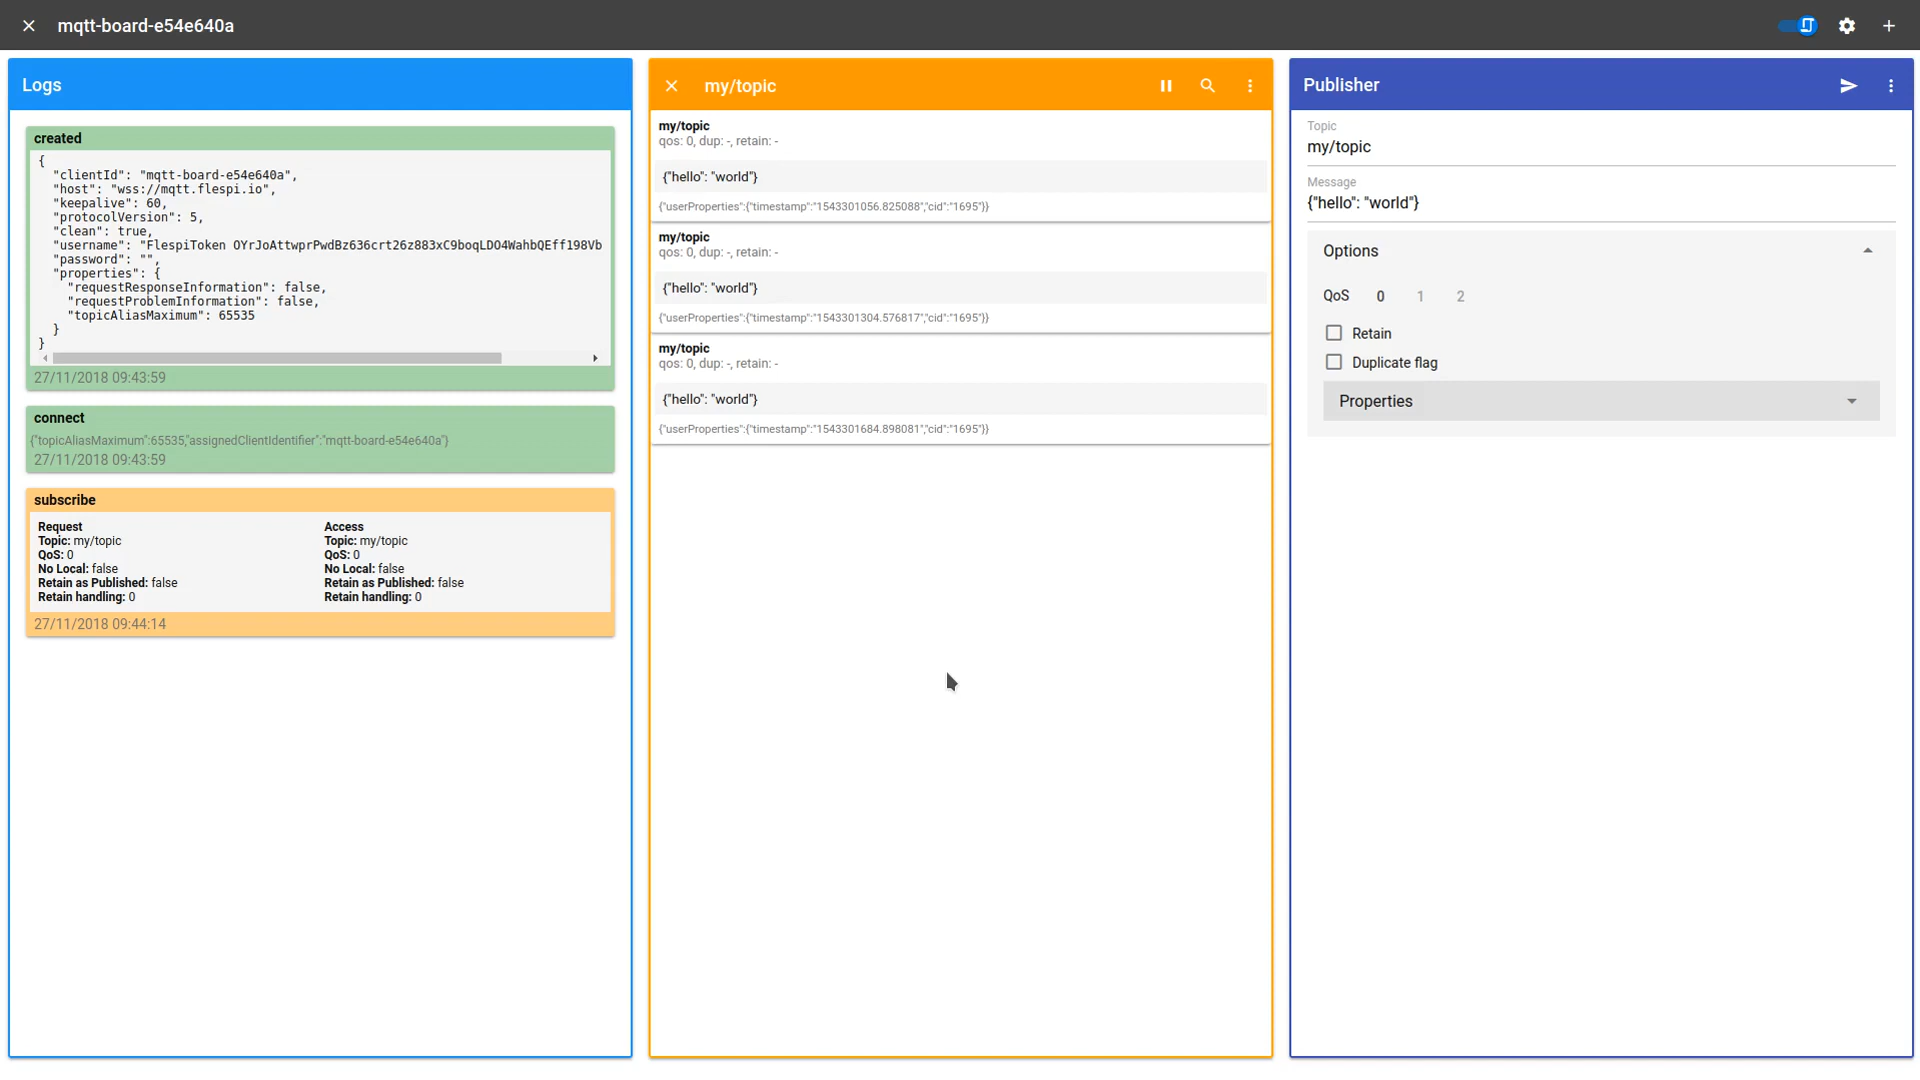 mqtt-board-e54e640a
Logs
created
{
"clientId": "mqtt-board-e54e640a",
"host": "wss://mqtt.flespi.io",
"keepalive": 60,
"protocolVersion": 5,
"clean": true,
"username": "FlespiToken OYrJoAttwprPwdBz636crt26z883xC9boqLDO4WahbQEff198Vb
"password": "",
"properties": {
"requestResponseInformation": false,
"requestProblemInformation": false,
"topicAliasMaximum": 65535
}
}
27/11/2018 09:43:59
connect
{"topicAliasMaximum":65535,"assignedClientIdentifier":"mqtt-board-e54e640a"}
27/11/2018 09:43:59
subscribe
Request
Topic: my/topic
QoS: 0
No Local: false
Retain as Published: false
Retain handling: 0
Access
Topic: my/topic
QoS: 0
No Local: false
Retain as Published: false
Retain handling: 0
27/11/2018 09:44:14
my/topic
my/topic
qos: 0, dup: -, retain: -
{"hello": "world"}
{"userProperties":{"timestamp":"1543301056.825088","cid":"1695"}}
my/topic
qos: 0, dup: -, retain: -
{"hello": "world"}
{"userProperties":{"timestamp":"1543301304.576817","cid":"1695"}}
my/topic
qos: 0, dup: -, retain: -
{"hello": "world"}
{"userProperties":{"timestamp":"1543301684.898081","cid":"1695"}}
Publisher
Topic
my/topic
Message
{"hello": "world"}
Options
QoS 0 1 2
Retain
Duplicate flag
Properties